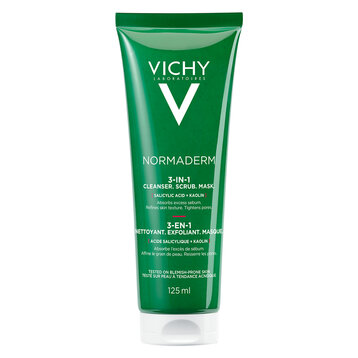 VICHY
LABORATOIRES
V
NORMADERM
3-IN-1
CLEANSER. SCRUB. MASK.
SALICYLIC ACID + KAOLIN
Absorbs excess sebum.
Refines skin texture. Tightens pores.
3-EN-1
NETTOYANT. EXFOLIANT. MASQUE.
ACIDE SALICYLIQUE + KAOLIN
Absorbe l'excès de sébum.
Affine le grain de peau. Resserre les pores.
TESTED ON BLEMISH-PRONE SKIN
TESTÉ SUR PEAU À TENDANCE ACNÉIQUE
125 ml